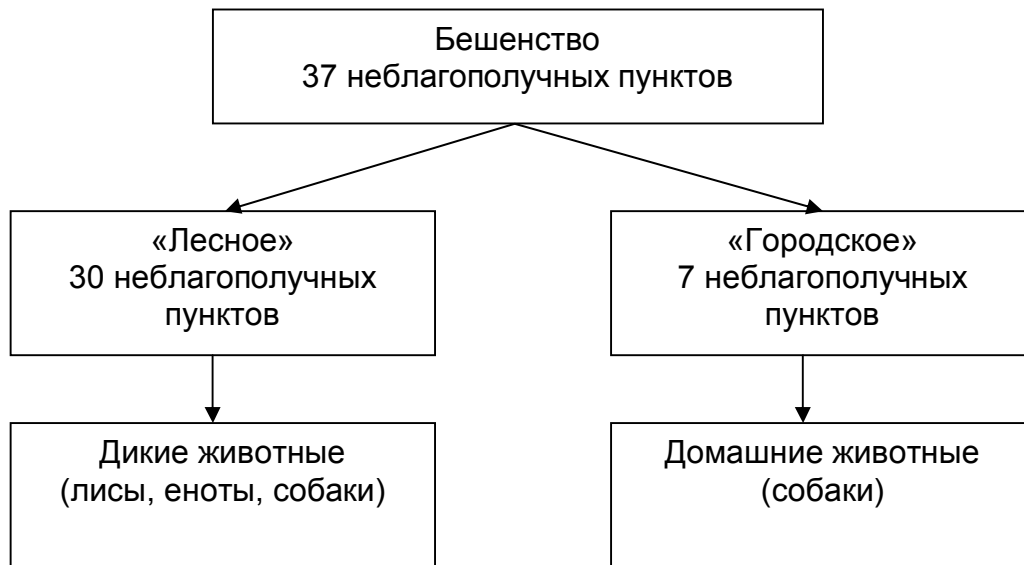 Бешенство
37 неблагополучных пунктов
«Лесное»
30 неблагополучных
пунктов
«Городское»
7 неблагополучных
пунктов
Дикие животные
(лисы, еноты, собаки)
Домашние животные
(собаки)